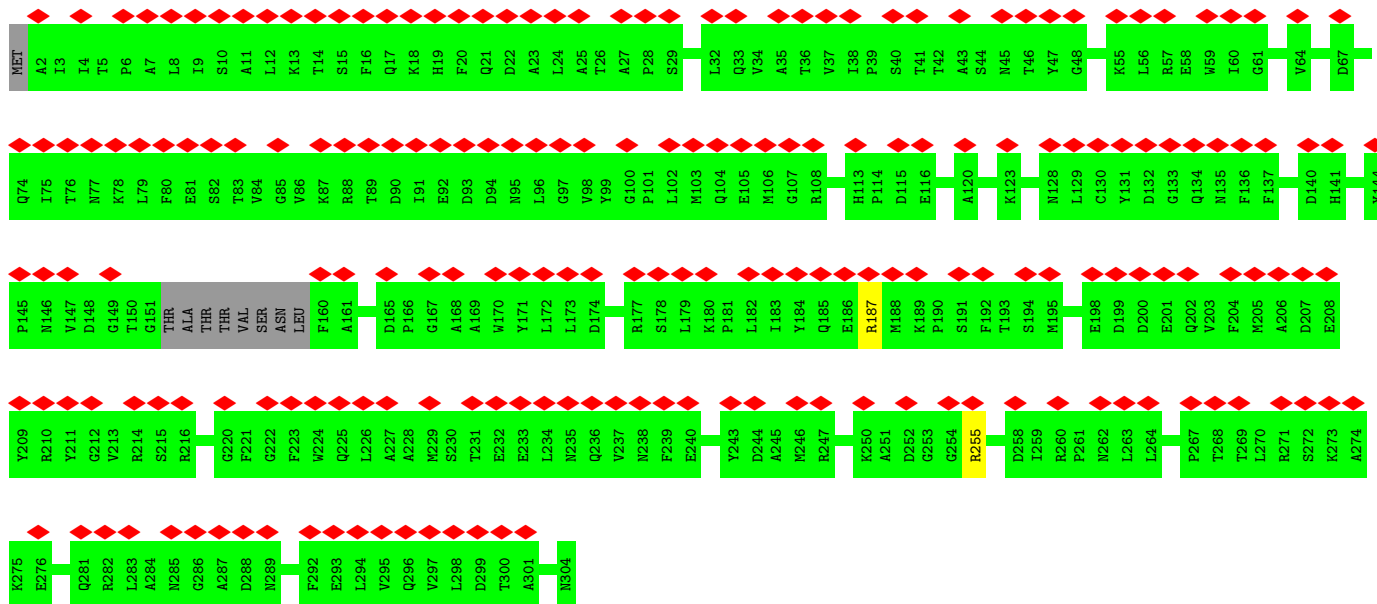 MET A2 I3 I4 T5 P6 A7 L8 I9 S10 A11 L12 K13 T14 S15 F16 Q17 K18 H19 F20 Q21 D22 A23 L24 A25 T26 A27 P28 S29 L32 Q33 V34 A35 T36 V37 I38 P39 S40 T41 T42 A43 S44 N45 T46 Y47 G48 K55 L56 R57 E58 W59 I60 G61 V64 D67
Q74 I75 T76 N77 K78 L79 F80 E81 S82 T83 V84 G85 V86 K87 R88 T89 D90 I91 E92 D93 D94 N95 L96 G97 V98 Y99 G100 P101 L102 M103 Q104 E105 M106 G107 R108 H113 P114 D115 E116 A120 K123 N128 L129 C130 Y131 D132 G133 Q134 N135 F136 F137 D140 H141
P145 N146 V147 D148 G149 T150 G151 THR ALA THR THR VAL SER ASN LEU F160 A161 D165 P166 G167 A168 A169 W170 Y171 L172 L173 D174 R177 S178 L179 K180 P181 L182 I183 Y184 Q185 E186 R187 M188 K189 P190 S191 F192 T193 S194 M195 E198 D199 D200 E201 Q202 V203 F204 M205 A206 D207 E208
Y209 R210 Y211 G212 V213 R214 S215 R216 G220 F221 G222 F223 W224 Q225 L226 A227 A228 M229 S230 T231 E232 E233 L234 N235 Q236 V237 N238 F239 E240 Y243 D244 A245 M246 R247 K250 A251 D252 G253 G254 R255 D258 I259 R260 P261 N262 L263 L264 P267 T268 T269 L270 R271 S272 K273 A274
K275 E276 Q281 R282 L283 A284 N285 G286 A287 D288 N289 F292 E293 L294 V295 Q296 V297 L298 D299 T300 A301 N304